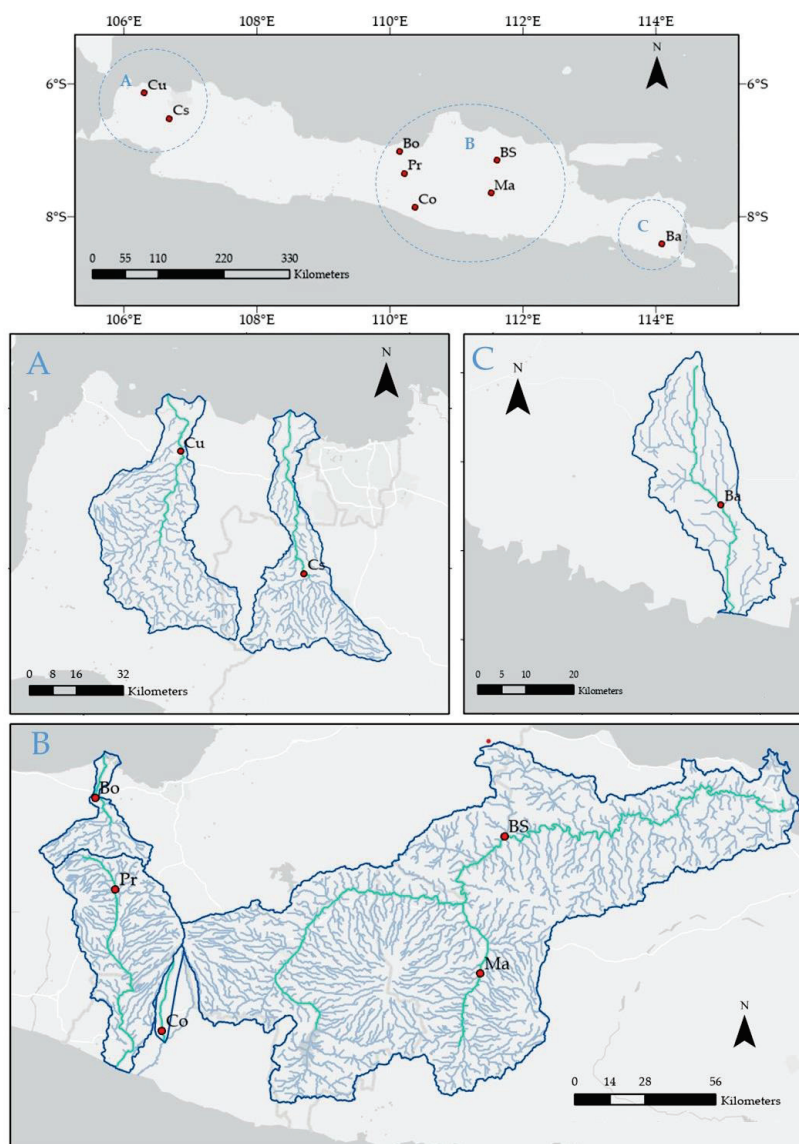 106°E 108°E 110°E 112°E 114°E
N
A
Cu
Cs
6°S 6°S
Bo
B
BS
Pr
Ma
Co
8°S 8°S
C
Ba
0 55 110 220 330
Kilometers
106°E 108°E 110°E 112°E 114°E
A
N
Cu
Cs
0 8 16 32
Kilometers
C
N
Ba
0 5 10 20
Kilometers
B
Bo
BS
Pr
Ma
Co
N
0 14 28 56
Kilometers